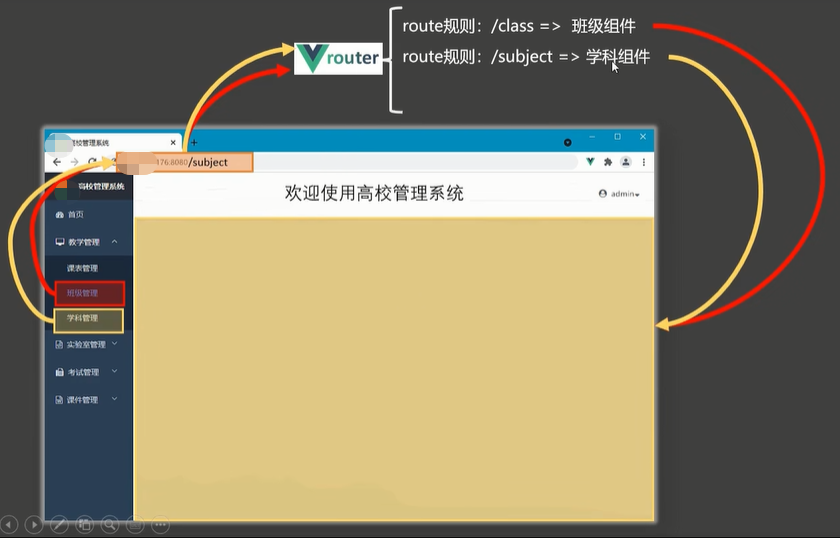 route规则：/class => 班级组件
router
route规则：/subject => 学科组件
高校管理系统
176:8080/subject
高校管理系统
欢迎使用高校管理系统
admin
首页
教学管理
课表管理
班级管理
学科管理
实验室管理
考试管理
课件管理